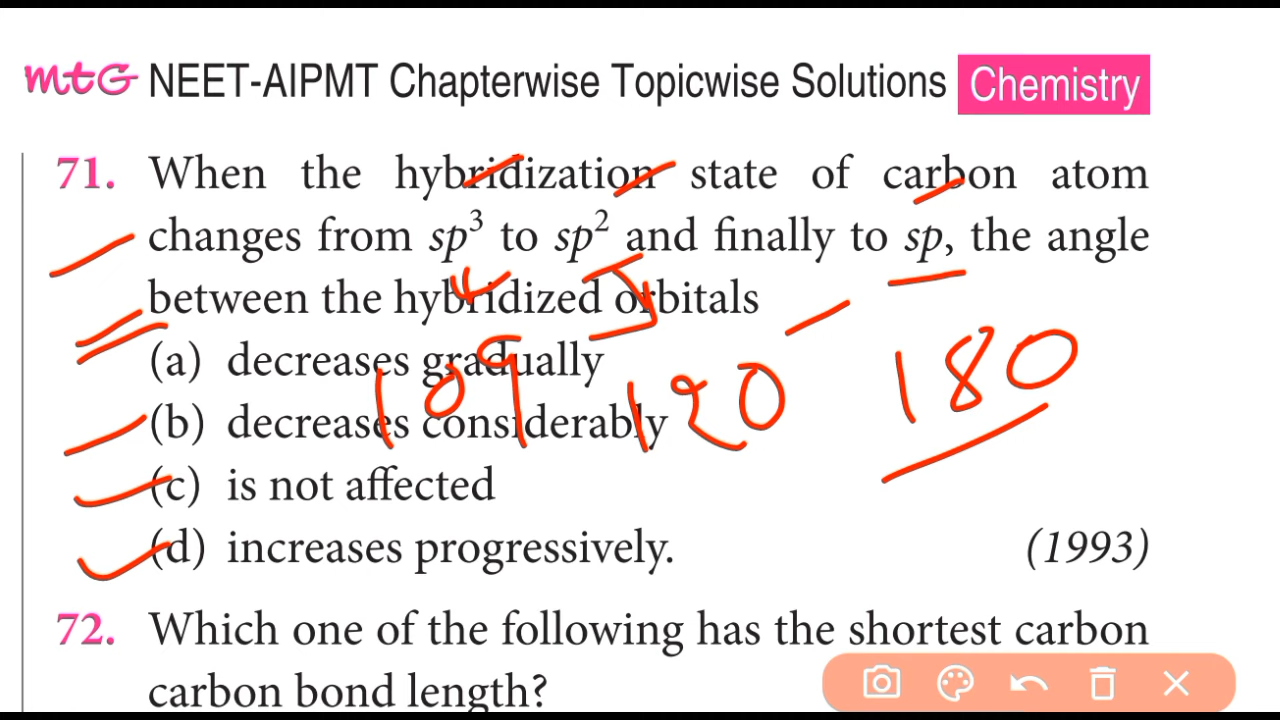 mtG NEET-AIPMT Chapterwise Topicwise Solutions Chemistry
71. When the hybridization state of carbon atom
changes from sp³ to sp² and finally to sp, the angle
between the hybridized orbitals
(a) decreases gradually
109 120 180
(b) decreases considerably
(c) is not affected
(d) increases progressively. (1993)
72. Which one of the following has the shortest carbon
carbon bond length?